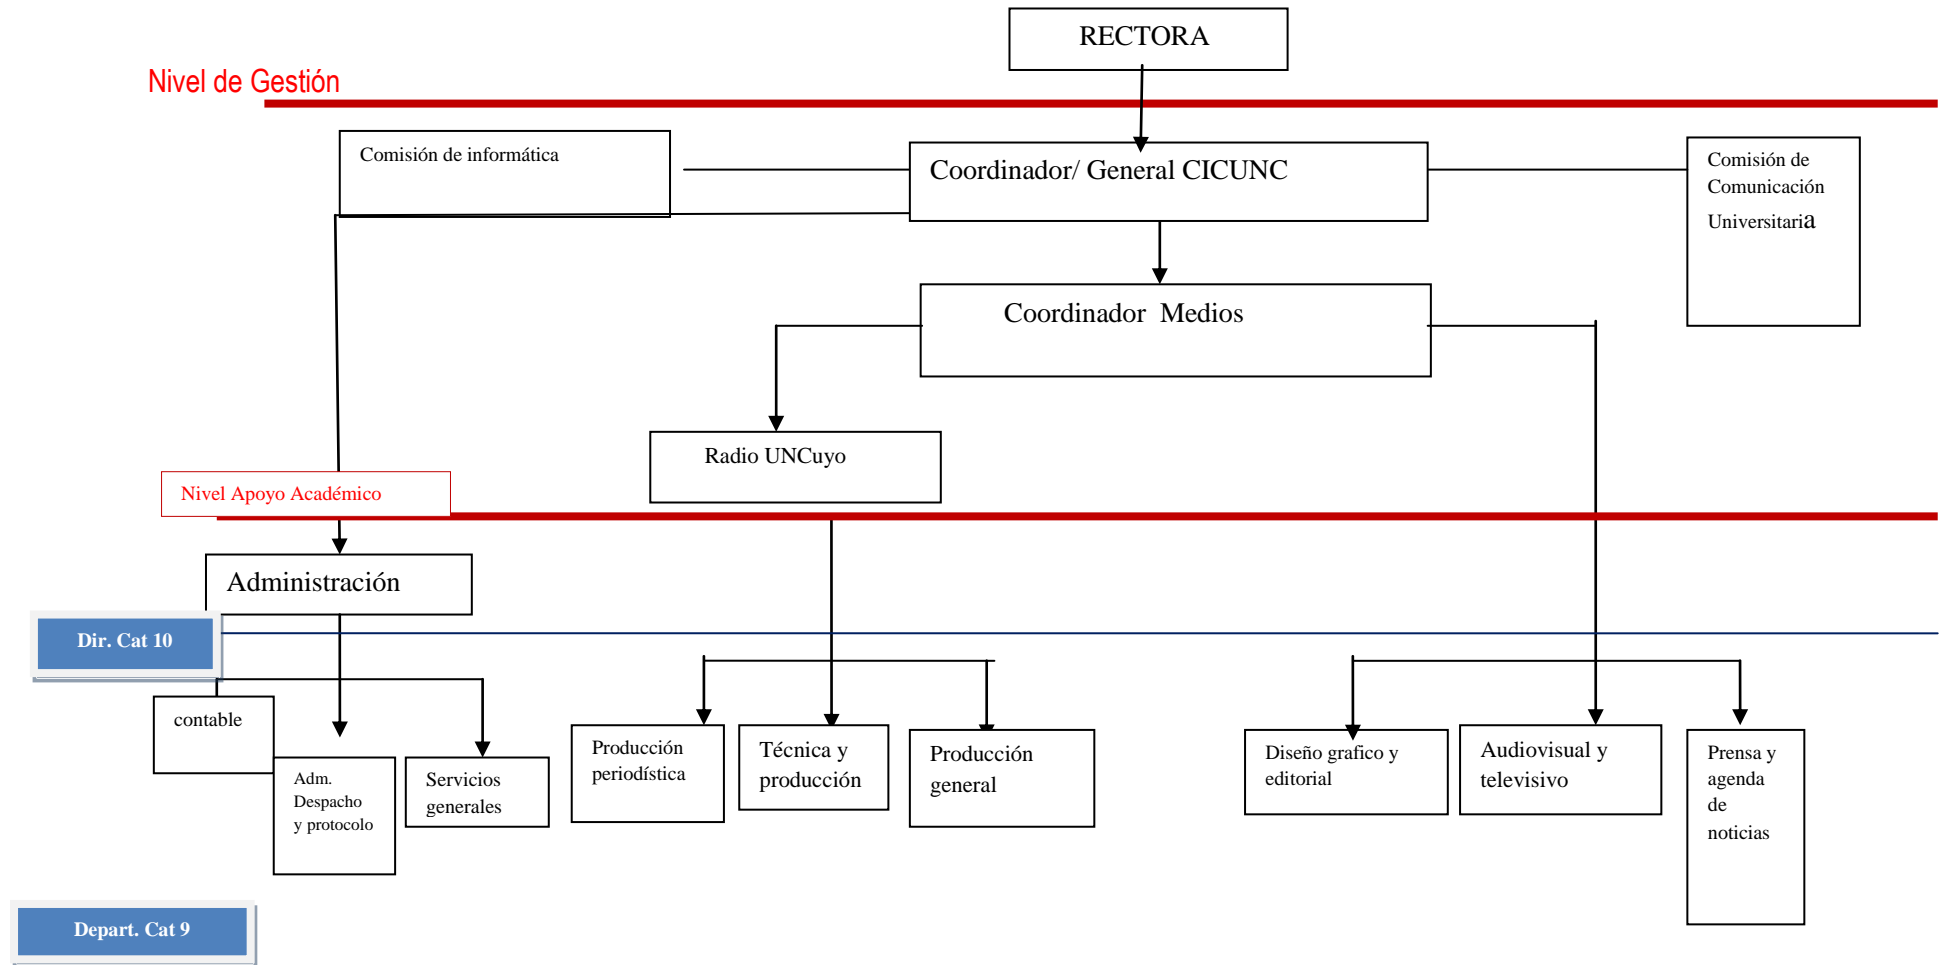 RECTORA
Nivel de Gestión
Comisión de informática
Coordinador/ General CICUNC
Comisión de
Comunicación
Universitaria
Coordinador  Medios
Radio UNCuyo
Nivel Apoyo Académico
Administración
Dir. Cat 10
contable
Adm.
Despacho
y protocolo
Servicios
generales
Producción
periodística
Técnica y
producción
Producción
general
Diseño grafico y
editorial
Audiovisual y
televisivo
Prensa y
agenda
de
noticias
Depart. Cat 9